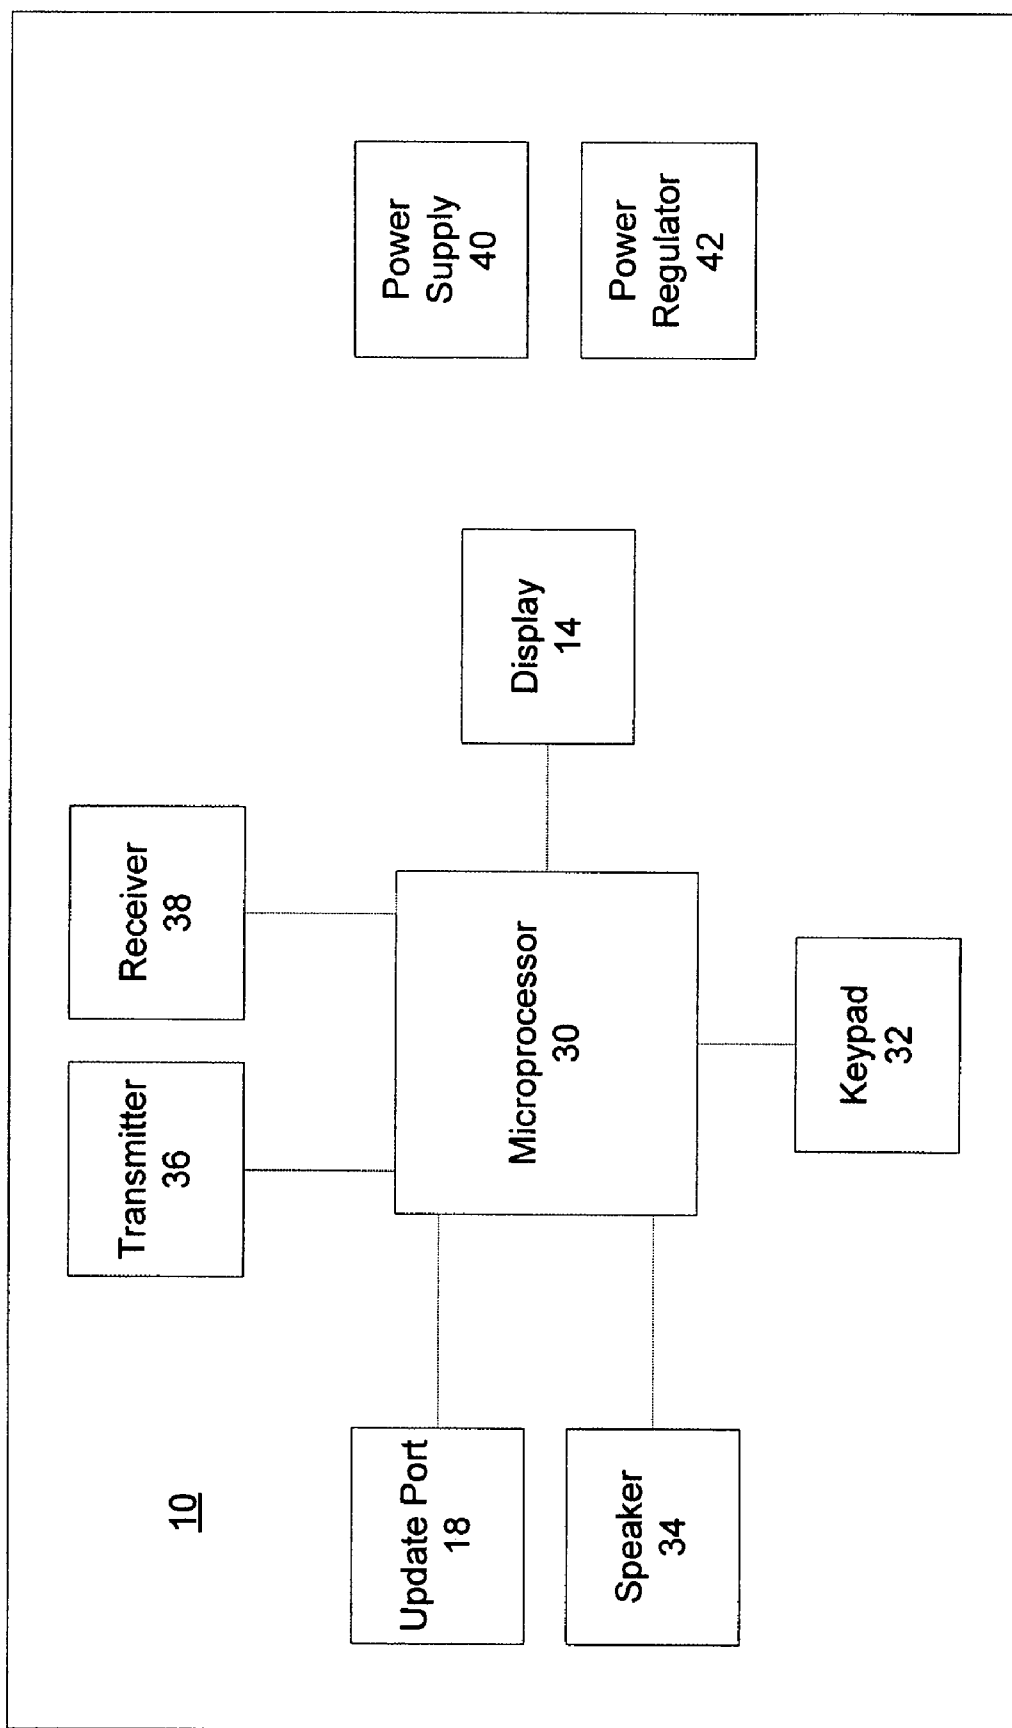 10
Transmitter
36
Receiver
38
Update Port
18
Microprocessor
30
Display
14
Power
Supply
40
Speaker
34
Power
Regulator
42
Keypad
32